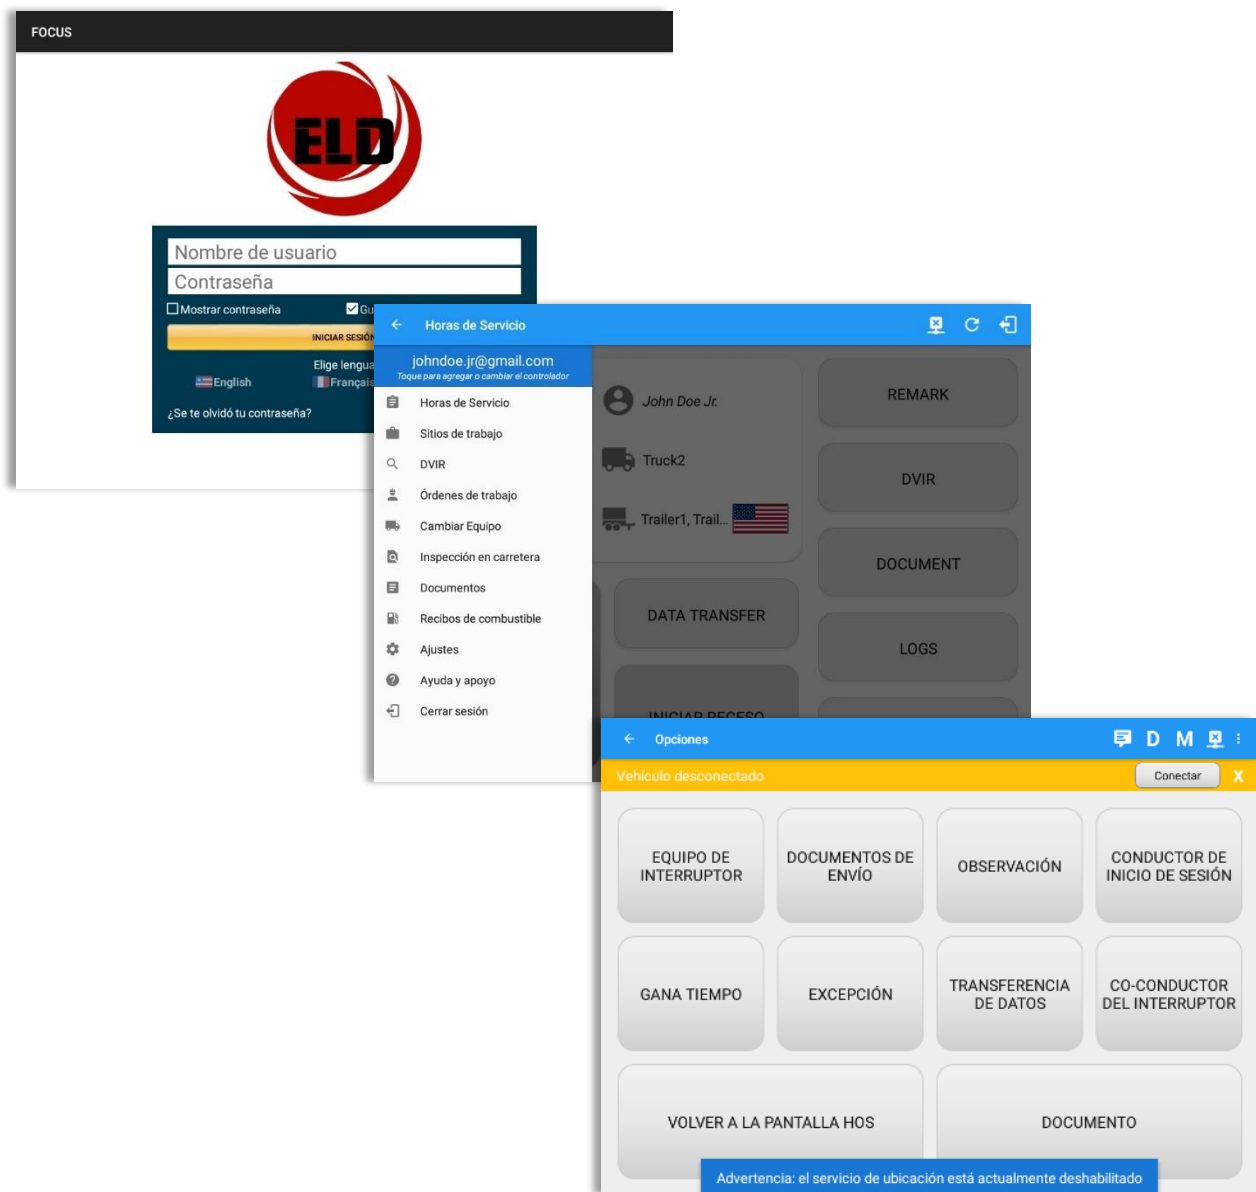 FOCUS
ELD
Nombre de usuario
Contraseña
Mostrar contraseña
INICIAR SESIÓN
Elige
English
Français
¿Se te olvidó tu contraseña?
Horas de Servicio
johndoe.jr@gmail.com
Toque para agregar o cambiar el controlador
Horas de Servicio
Sitios de trabajo
DVIR
Órdenes de trabajo
Cambiar Equipo
Inspección en carretera
Documentos
Recibos de combustible
Ajustes
Ayuda y apoyo
Cerrar sesión
John Doe Jr.
Truck2
Trailer1, Trail...
DATA TRANSFER
INICIAR RECESO
REMARK
DVIR
DOCUMENT
LOGS
Opciones
D M
Vehículo desconectado
Conectar X
EQUIPO DE
INTERRUPTOR
DOCUMENTOS DE
ENVÍO
OBSERVACIÓN
CONDUCTOR DE
INICIO DE SESIÓN
GANA TIEMPO
EXCEPCIÓN
TRANSFERENCIA
DE DATOS
CO-CONDUCTOR
DEL INTERRUPTOR
VOLVER A LA PANTALLA HOS
DOCUMENTO
Advertencia: el servicio de ubicación está actualmente deshabilitado